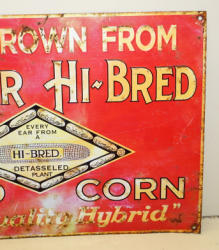 ROWN FROM
R HI-BRED
EVERY
EAR FROM
A
HI-BRED
DETASSELED
PLANT
CORN
uality Hybrid"